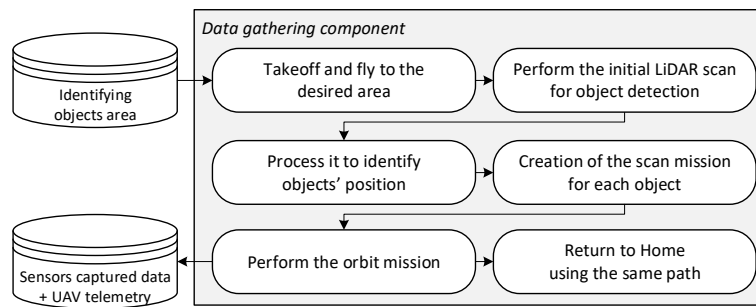 Data gathering component
Identifying
objects area
Takeoff and fly to the
desired area
Perform the initial LiDAR scan
for object detection
Process it to identify
objects' position
Creation of the scan mission
for each object
Sensors captured data
+ UAV telemetry
Perform the orbit mission
Return to Home
using the same path